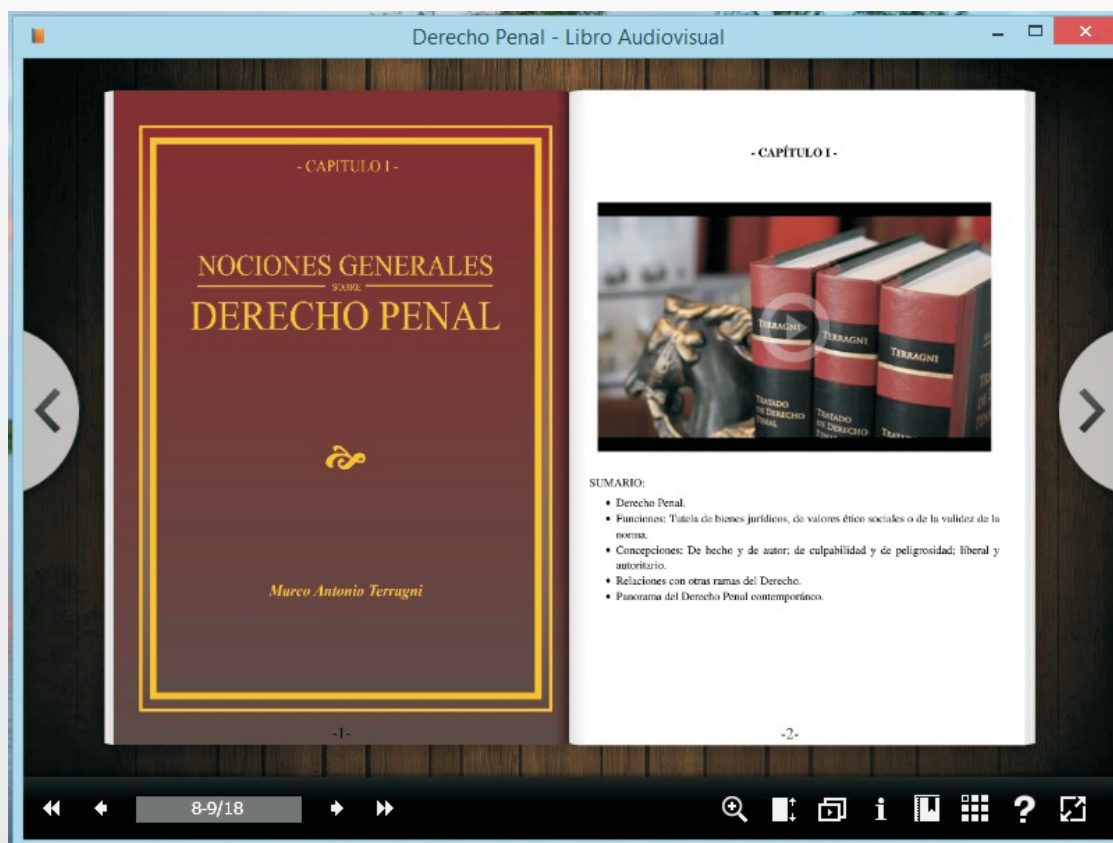 Derecho Penal - Libro Audiovisual
- CAPITULO I -
NOCIONES GENERALES
SOBRE
DERECHO PENAL
Marco Antonio Terragni
-1-
- CAPÍTULO I -
TERRAGNI
TERRAGNI
TERRAGNI
TRATADO
DE DERECHO
PENAL
TRATADO
DE DERECHO
PENAL
SUMARIO:
• Derecho Penal.
• Funciones: Tutela de bienes jurídicos, de valores ético sociales o de la validez de la
norma.
• Concepciones: De hecho y de autor; de culpabilidad y de peligrosidad; liberal y
autoritario.
• Relaciones con otras ramas del Derecho.
• Panorama del Derecho Penal contemporáneo.
-2-
8-9/18